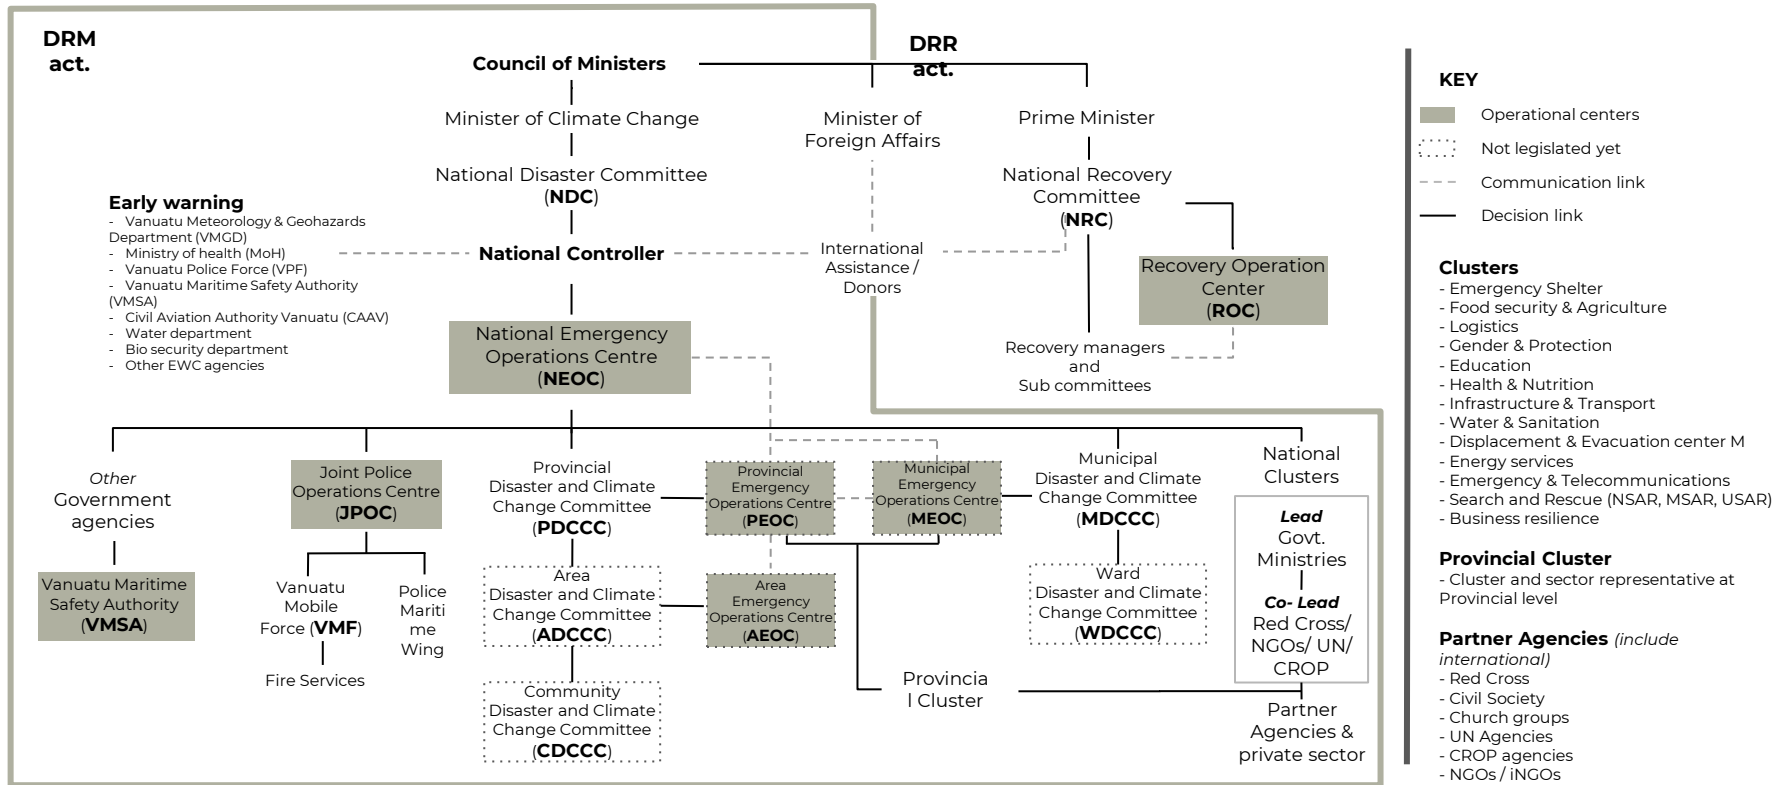 DRM
act.
DRR
act.
Council of Ministers
Minister of Climate Change
Minister of
Foreign Affairs
Prime Minister
National Disaster Committee
(NDC)
National Recovery
Committee
(NRC)
Early warning
- Vanuatu Meteorology & Geohazards
Department (VMGD)
- Ministry of health (MoH)
- Vanuatu Police Force (VPF)
- Vanuatu Maritime Safety Authority
(VMSA)
- Civil Aviation Authority Vanuatu (CAAV)
- Water department
- Bio security department
- Other EWC agencies
National Controller
International
Assistance /
Donors
Recovery Operation
Center
(ROC)
National Emergency
Operations Centre
(NEOC)
Recovery managers
and
Sub committees
Other
Government
agencies
Vanuatu Maritime
Safety Authority
(VMSA)
Joint Police
Operations Centre
(JPOC)
Vanuatu
Mobile
Force (VMF)
Fire Services
Police
Mariti
me
Wing
Provincial
Disaster and Climate
Change Committee
(PDCCC)
Area
Disaster and Climate
Change Committee
(ADCCC)
Community
Disaster and Climate
Change Committee
(CDCCC)
Provincial
Emergency
Operations Centre
(PEOC)
Area
Emergency
Operations Centre
(AEOC)
Municipal
Emergency
Operations Centre
(MEOC)
Municipal
Disaster and Climate
Change Committee
(MDCCC)
Ward
Disaster and Climate
Change Committee
(WDCCC)
Provincia
l Cluster
National
Clusters
Lead
Govt.
Ministries
Co- Lead
Red Cross/
NGOs/ UN/
CROP
Partner
Agencies &
private sector
KEY
Operational centers
Not legislated yet
Communication link
Decision link
Clusters
- Emergency Shelter
- Food security & Agriculture
- Logistics
- Gender & Protection
- Education
- Health & Nutrition
- Infrastructure & Transport
- Water & Sanitation
- Displacement & Evacuation center M
- Energy services
- Emergency & Telecommunications
- Search and Rescue (NSAR, MSAR, USAR)
- Business resilience
Provincial Cluster
- Cluster and sector representative at
Provincial level
Partner Agencies (include
international)
- Red Cross
- Civil Society
- Church groups
- UN Agencies
- CROP agencies
- NGOs / iNGOs